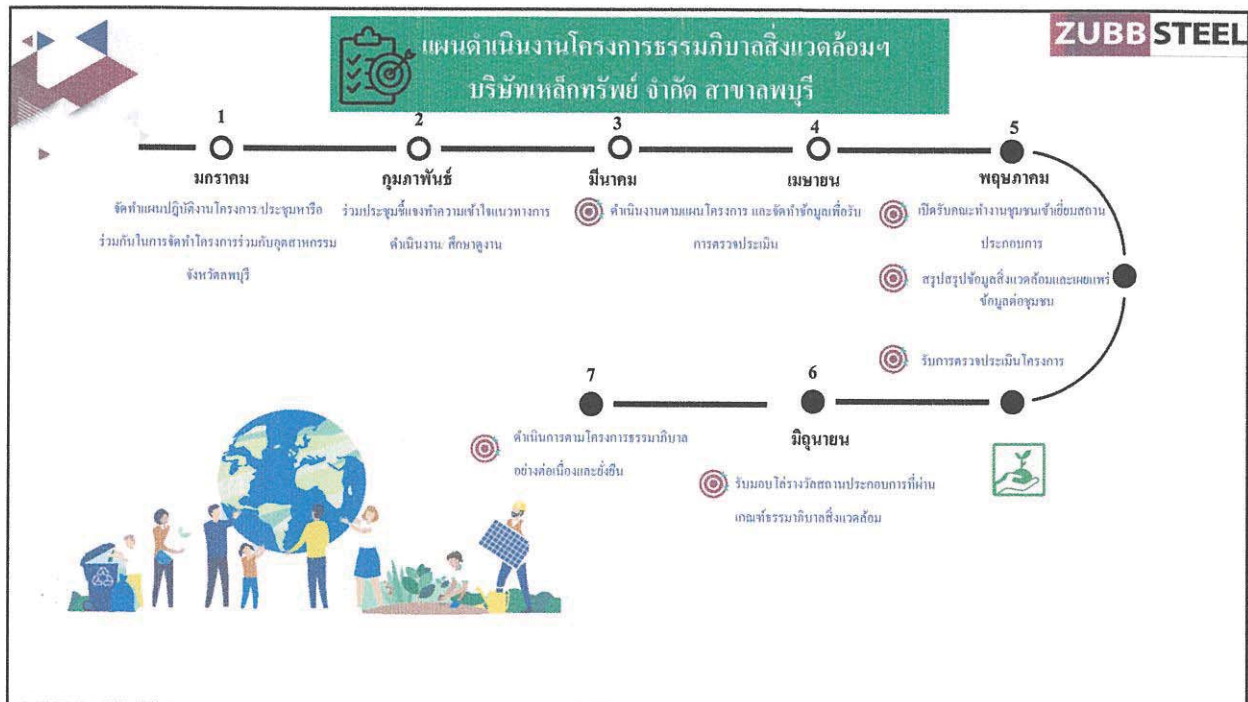 ZUBB STEEL
แผนดำเนินงานโครงการธรรมภิบาลสิ่งแวดล้อมฯ
บริษัทเหล็กทรัพย์ จำกัด สาขาลพบุรี
1
มกราคม
จัดทำแผนปฎิบัติงานโครงการ/ประชุมหารือ
ร่วมกันในการจัดทำโครงการร่วมกับอุตสาหกรรม
จังหวัดลพบุรี
2
กุมภาพันธ์
ร่วมประชุมชี้แจงทำความเข้าใจแนวทางการ
ดำเนินงาน/ ศึกษาดูงาน
3
มีนาคม
ดำเนินงานตามแผนโครงการ และจัดทำข้อมูลเพื่อรับ
การตรวจประเมิน
4
เมษายน
5
พฤษภาคม
เปิดรับคณะทำงานชุมชนเข้าเยี่ยมสถาน
ประกอบการ
สรุปสรุปข้อมูลสิ่งแวดล้อมและเผยแพร่
ข้อมูลต่อชุมชน
รับการตรวจประเมินโครงการ
6
มิถุนายน
รับมอบโล่รางวัลสถานประกอบการที่ผ่าน
เกณฑ์ธรรมาภิบาลสิ่งแวดล้อม
7
ดำเนินการตามโครงการธรรมาภิบาล
อย่างต่อเนื่องและยั่งยืน